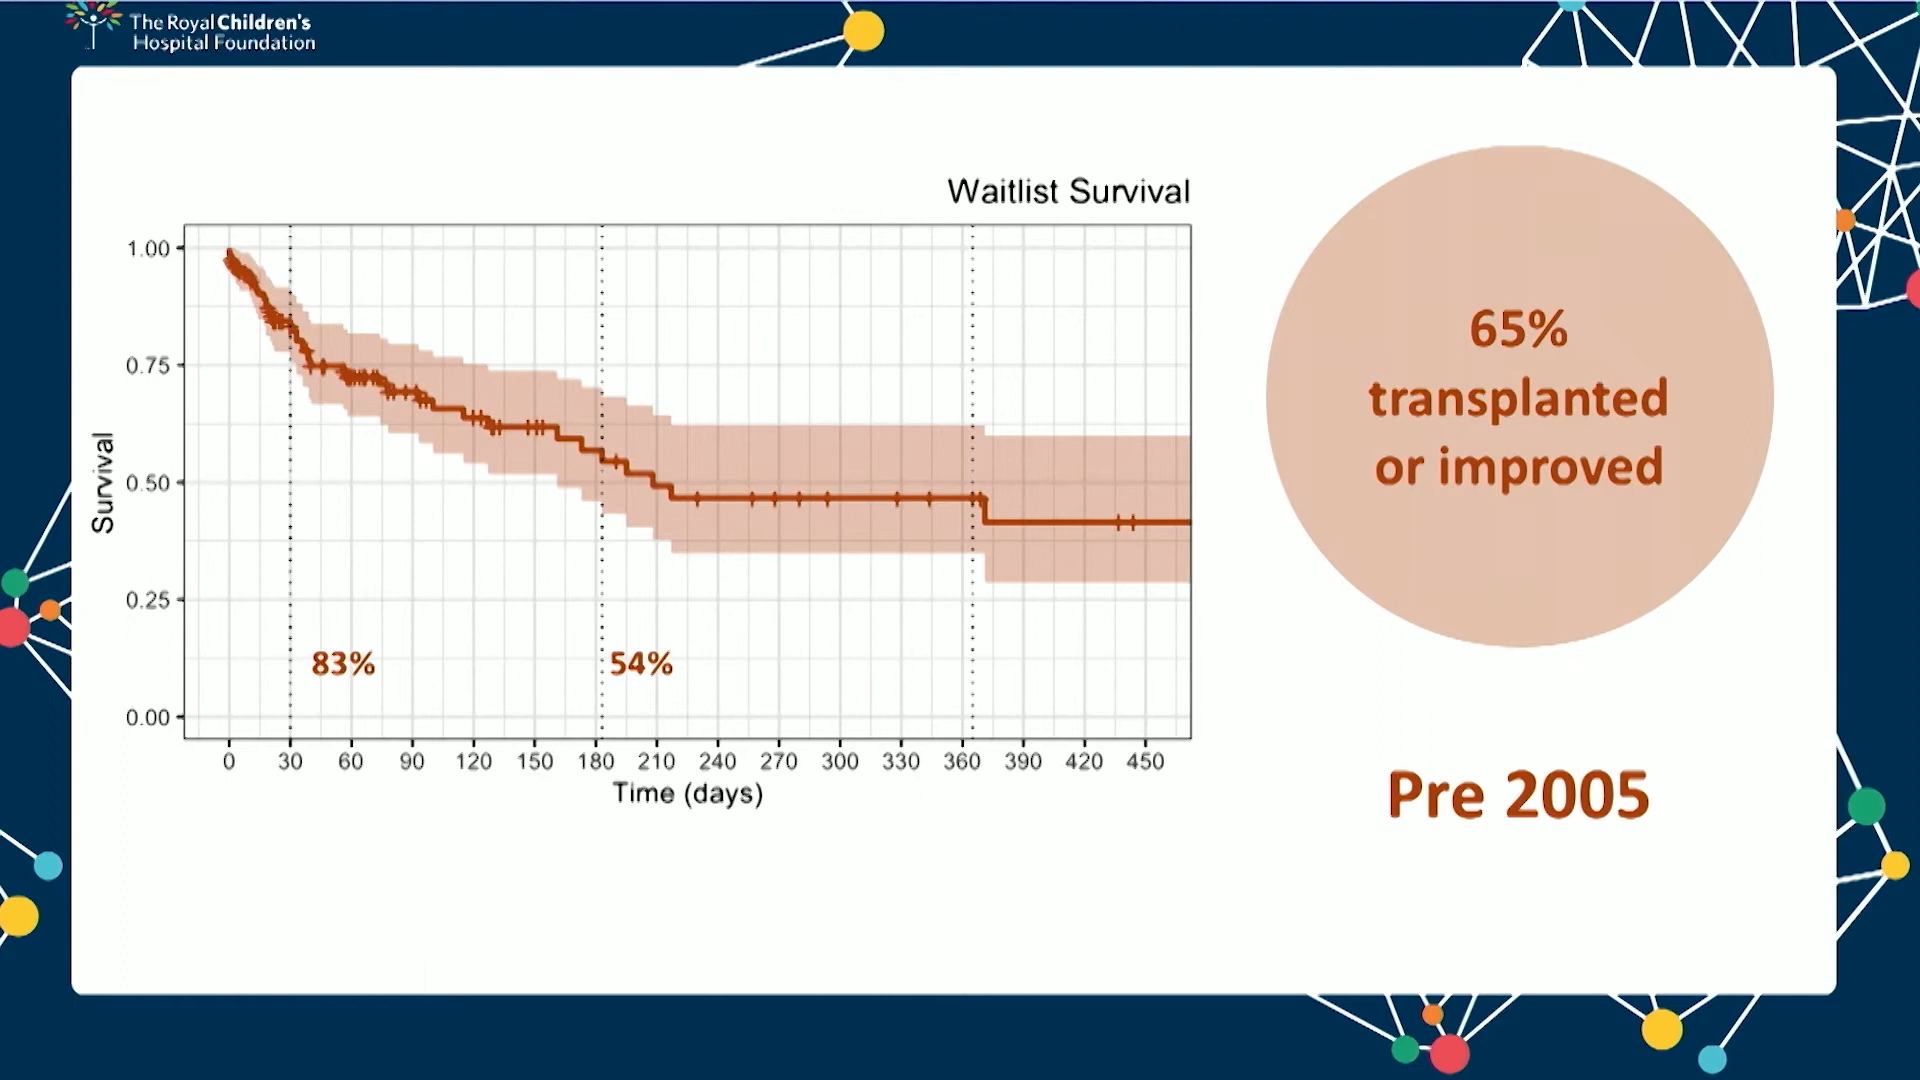 The Royal Children's
Hospital Foundation
Waitlist Survival
1.00
0.75
0.50
0.25
0.00
Survival
83%
54%
0 30 60 90 120 150 180 210 240 270 300 330 360 390 420 450
Time (days)
65%
transplanted
or improved
Pre 2005